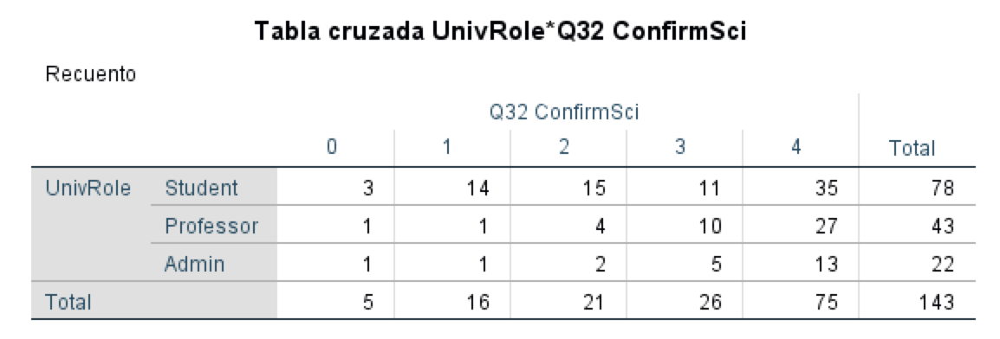 Tabla cruzada UnivRole*Q32 ConfirmSci
Recuento
Q32 ConfirmSci
0 1 2 3 4 Total
UnivRole Student 3 14 15 11 35 78
Professor 1 1 4 10 27 43
Admin 1 1 2 5 13 22
Total 5 16 21 26 75 143